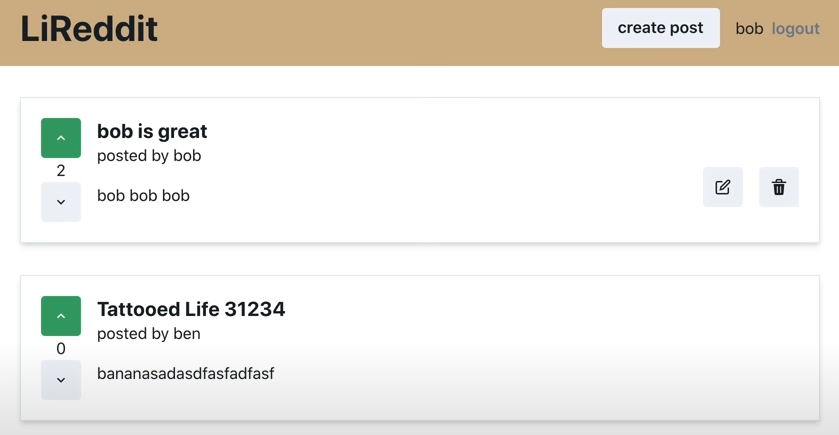 LiReddit
create post
bob logout
bob is great
posted by bob
2
bob bob bob
Tattooed Life 31234
posted by ben
0
bananasadasdfasfadfasf